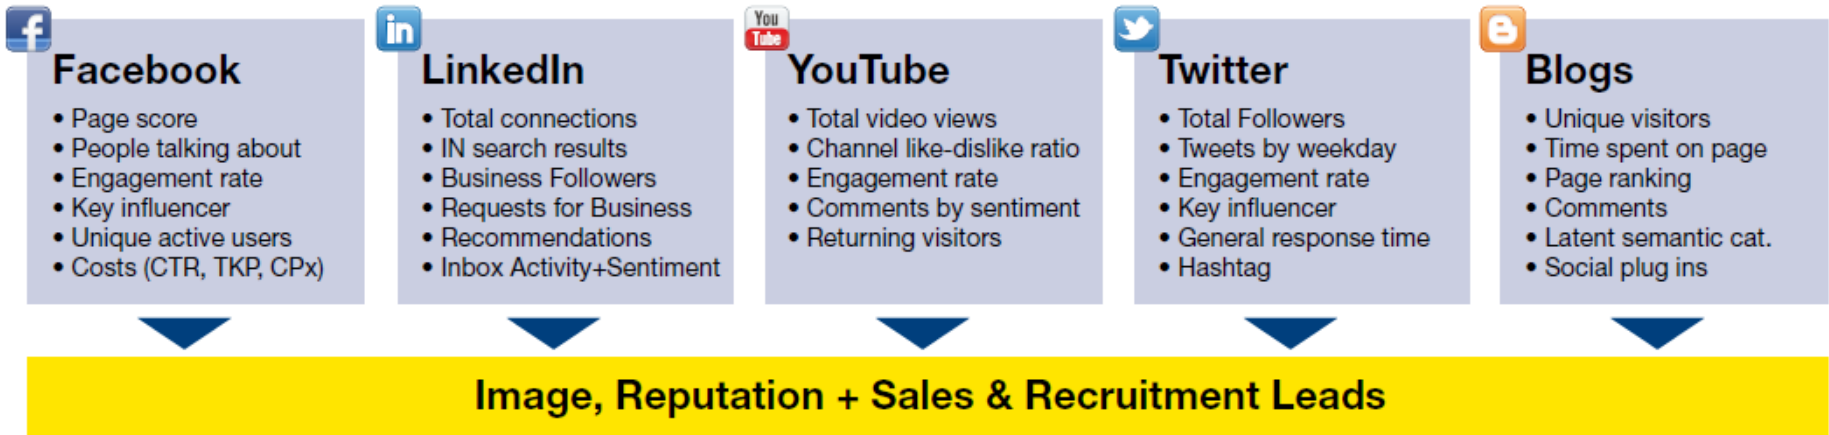 You
Tube
Facebook
• Page score
• People talking about
• Engagement rate
• Key influencer
• Unique active users
• Costs (CTR, TKP, CPx)
LinkedIn
• Total connections
• IN search results
• Business Followers
• Requests for Business
• Recommendations
• Inbox Activity+Sentiment
YouTube
• Total video views
• Channel like-dislike ratio
• Engagement rate
• Comments by sentiment
• Returning visitors
Twitter
• Total Followers
• Tweets by weekday
• Engagement rate
• Key influencer
• General response time
• Hashtag
Blogs
• Unique visitors
• Time spent on page
• Page ranking
• Comments
• Latent semantic cat.
• Social plug ins
Image, Reputation + Sales & Recruitment Leads